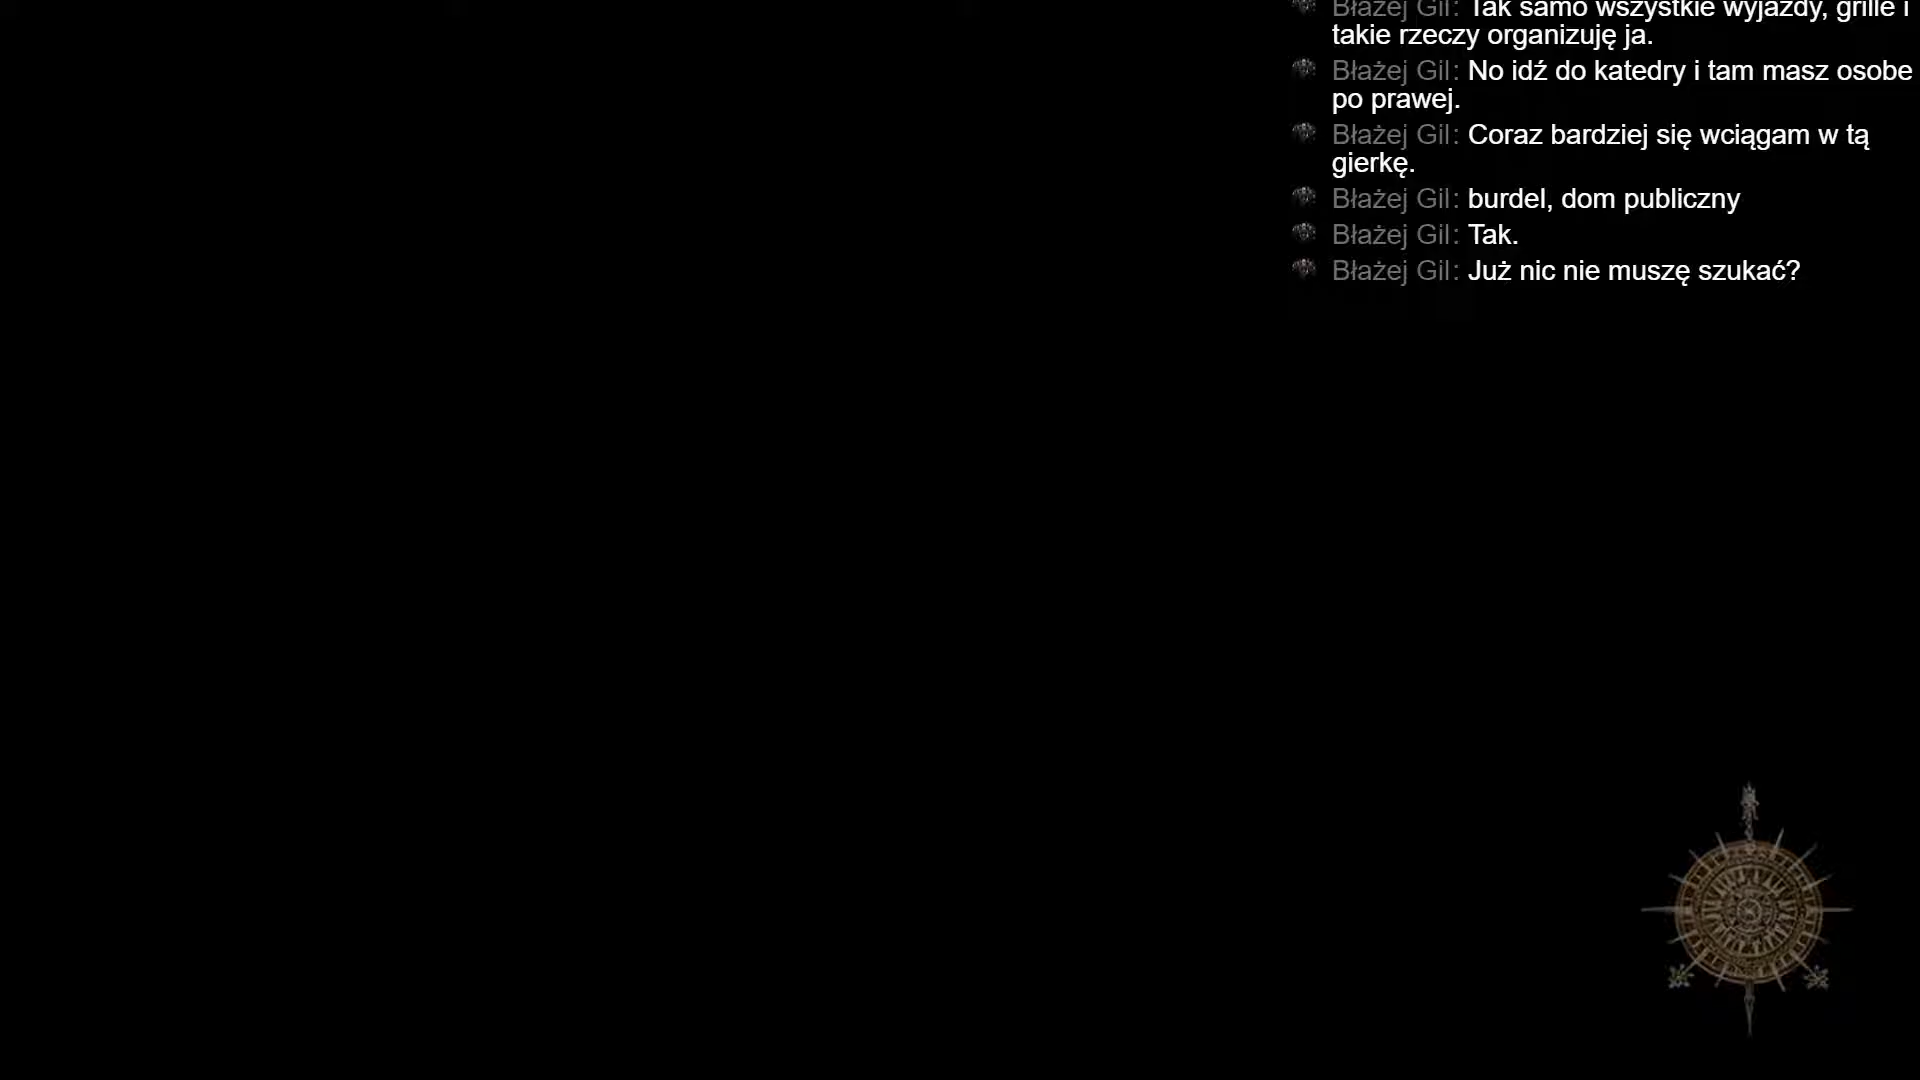 Błażej Gil: Tak samo wszystkie wyjazdy, grille i
takie rzeczy organizuję ja.
Błażej Gil: No idź do katedry i tam masz osobe
po prawej.
Błażej Gil: Coraz bardziej się wciągam w tą
gierkę.
Błażej Gil: burdel, dom publiczny
Błażej Gil: Tak.
Błażej Gil: Już nic nie muszę szukać?